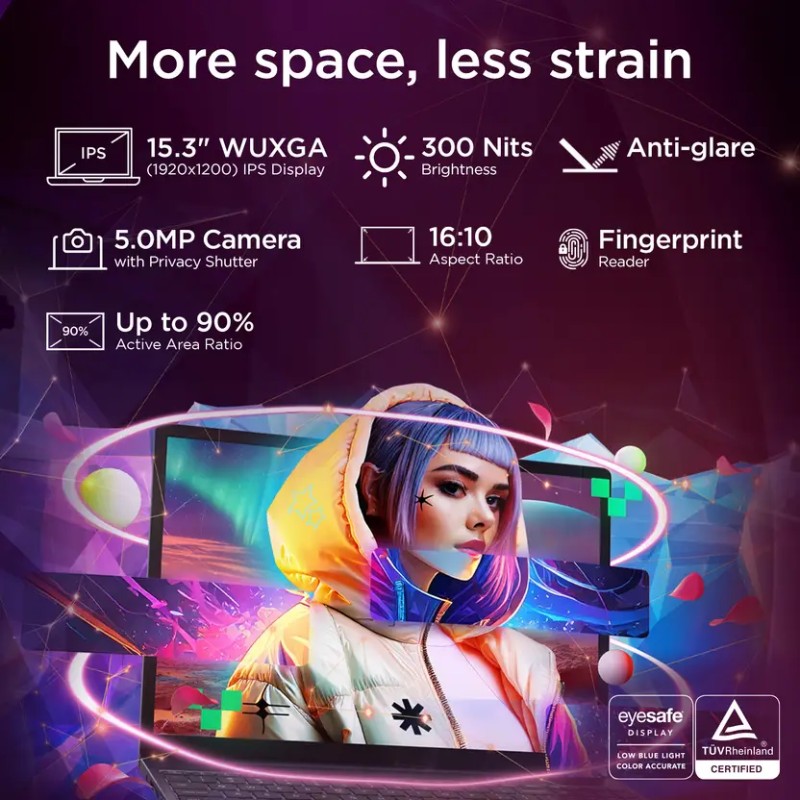 More space, less strain
IPS
15.3" WUXGA
(1920x1200) IPS Display
300 Nits
Brightness
Anti-glare
5.0MP Camera
with Privacy Shutter
16:10
Aspect Ratio
Fingerprint
Reader
90%
Up to 90%
Active Area Ratio
eyesafe®
DISPLAY
LOW BLUE LIGHT
COLOR ACCURATE
TÜVRheinland®
CERTIFIED